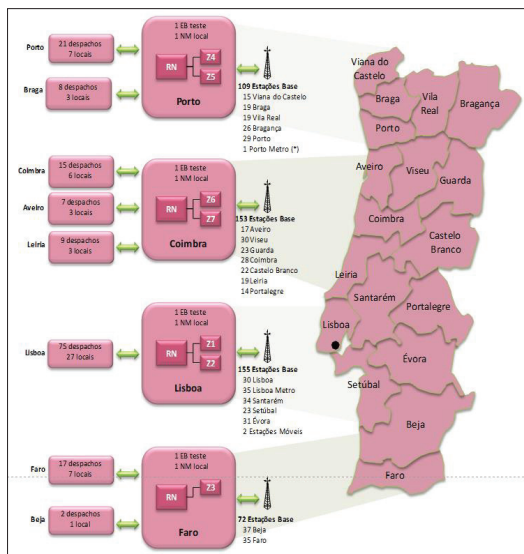 Porto
21 despachos
7 locais
Braga
8 despachos
3 locais
1 EB teste
1 NM local
RN
Z4
Z5
Porto
109 Estações Base
15 Viana do Castelo
19 Braga
19 Vila Real
26 Bragança
29 Porto
1 Porto Metro (*)
Coimbra
15 despachos
6 locais
Aveiro
7 despachos
3 locais
Leiria
9 despachos
3 locais
1 EB teste
1 NM local
RN
Z6
Z7
Coimbra
153 Estações Base
17 Aveiro
30 Viseu
23 Guarda
28 Coimbra
22 Castelo Branco
19 Leiria
14 Portalegre
Lisboa
75 despachos
27 locais
1 EB teste
1 NM local
RN
Z1
Z2
Lisboa
155 Estações Base
30 Lisboa
35 Lisboa Metro
34 Santarém
23 Setúbal
31 Évora
2 Estações Móveis
Faro
17 despachos
7 locais
Beja
2 despachos
1 local
1 EB teste
1 NM local
RN
Z3
Faro
72 Estações Base
37 Beja
35 Faro
Viana do
Castelo
Braga
Vila
Real
Bragança
Porto
Aveiro
Viseu
Guarda
Coimbra
Castelo
Branco
Leiria
Santarém
Portalegre
Lisboa
Évora
Setúbal
Beja
Faro